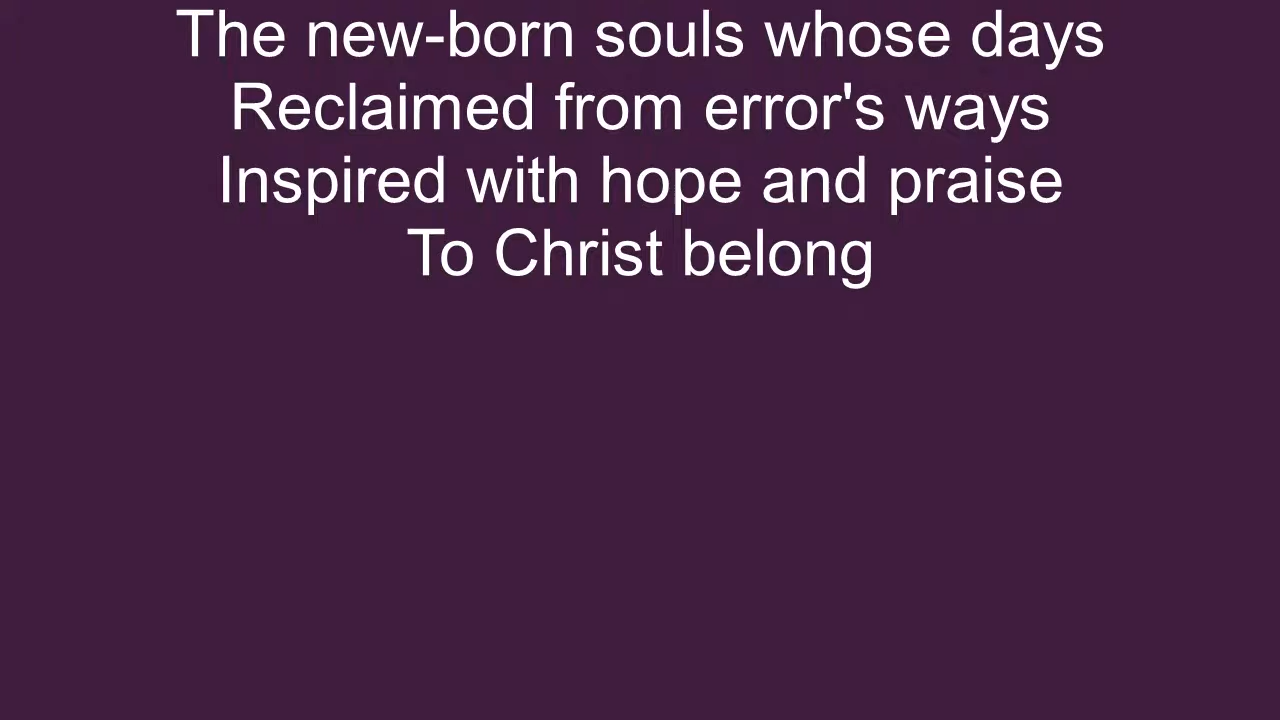 The new-born souls whose days
Reclaimed from error's ways
Inspired with hope and praise
To Christ belong